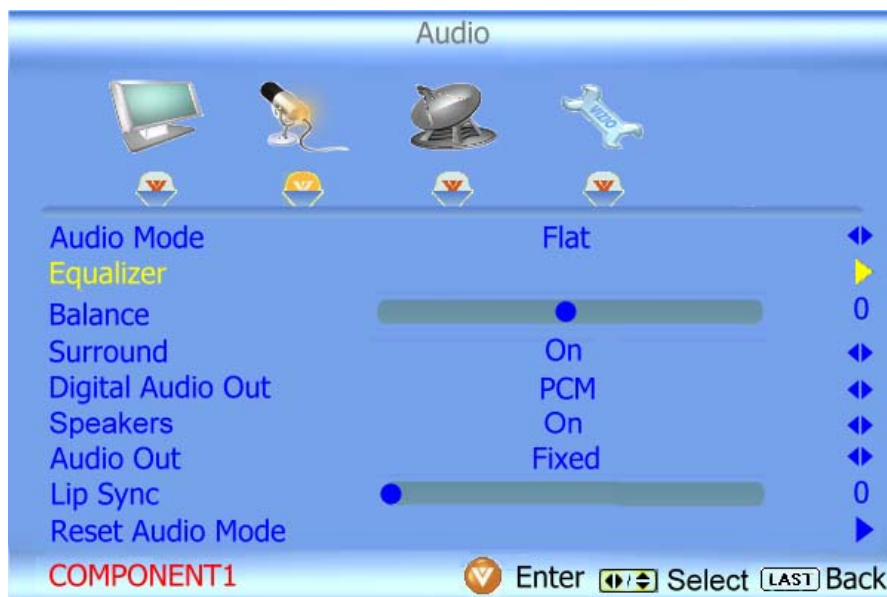 Audio
VIZIO
Audio Mode Flat
Equalizer
Balance 0
Surround On
Digital Audio Out PCM
Speakers On
Audio Out Fixed
Lip Sync 0
Reset Audio Mode
COMPONENT1 Enter Select LAST Back